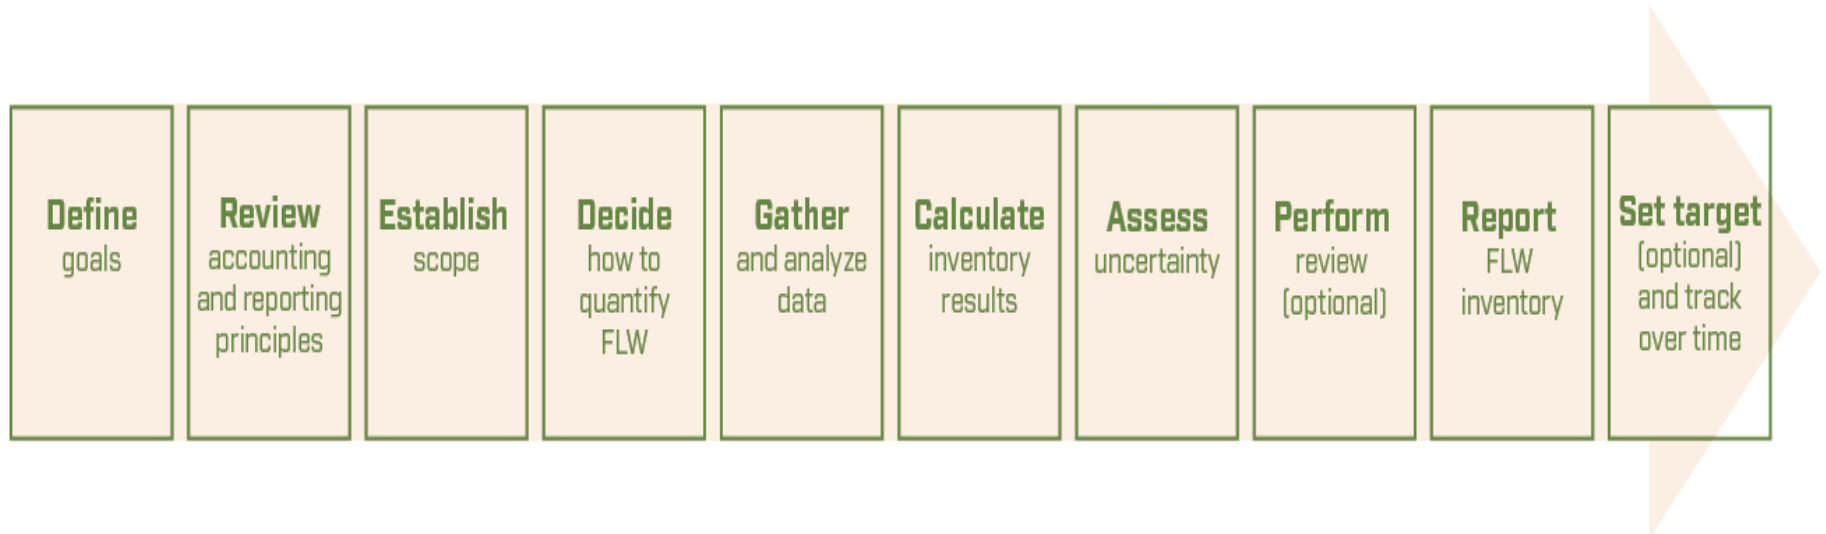 Define
goals
Review
accounting
and reporting
principles
Establish
scope
Decide
how to
quantify
FLW
Gather
and analyze
data
Calculate
inventory
results
Assess
uncertainty
Perform
review
(optional)
Report
FLW
inventory
Set target
(optional)
and track
over time